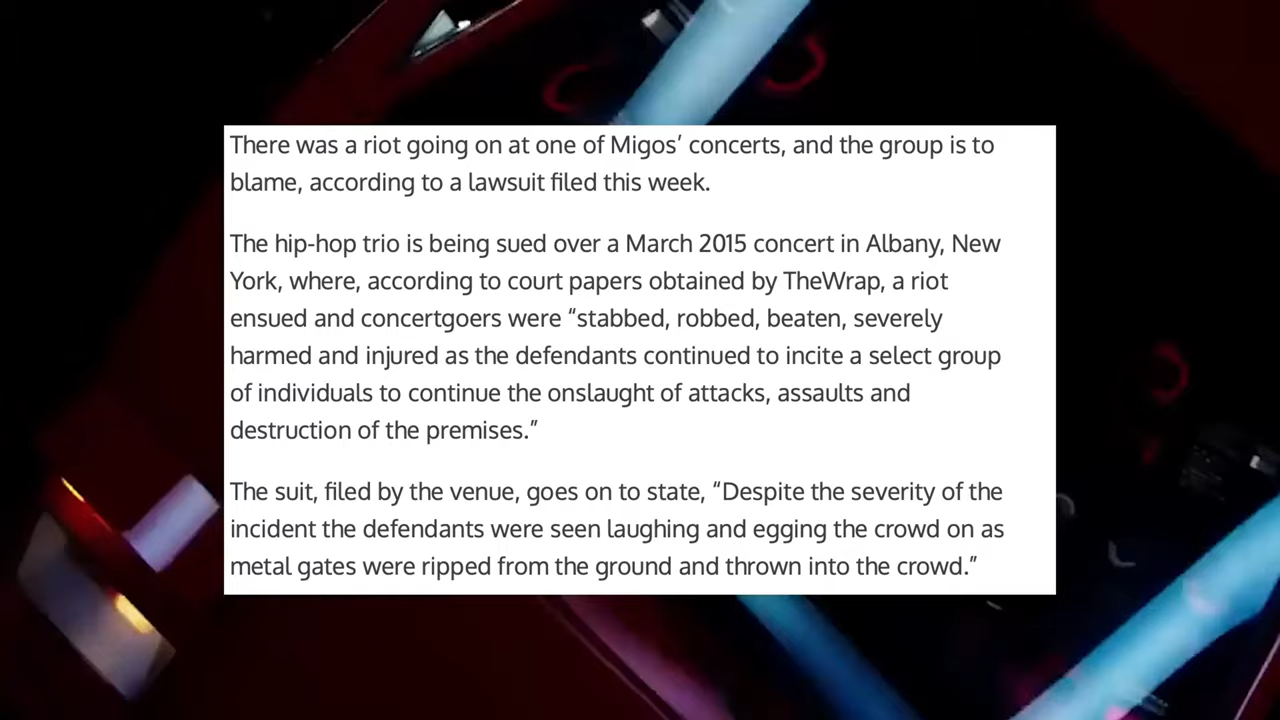 There was a riot going on at one of Migos’ concerts, and the group is to
blame, according to a lawsuit filed this week.
The hip-hop trio is being sued over a March 2015 concert in Albany, New
York, where, according to court papers obtained by TheWrap, a riot
ensued and concertgoers were “stabbed, robbed, beaten, severely
harmed and injured as the defendants continued to incite a select group
of individuals to continue the onslaught of attacks, assaults and
destruction of the premises.”
The suit, filed by the venue, goes on to state, “Despite the severity of the
incident the defendants were seen laughing and egging the crowd on as
metal gates were ripped from the ground and thrown into the crowd.”